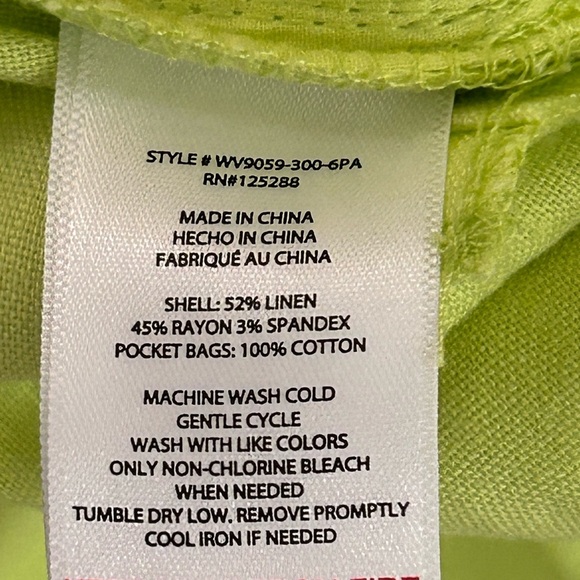 STYLE # WV9059-300-6PA
RN#125288
MADE IN CHINA
HECHO IN CHINA
FABRIQUÉ AU CHINA
SHELL: 52% LINEN
45% RAYON 3% SPANDEX
POCKET BAGS: 100% COTTON
MACHINE WASH COLD
GENTLE CYCLE
WASH WITH LIKE COLORS
ONLY NON-CHLORINE BLEACH
WHEN NEEDED
TUMBLE DRY LOW. REMOVE PROMPTLY
COOL IRON IF NEEDED